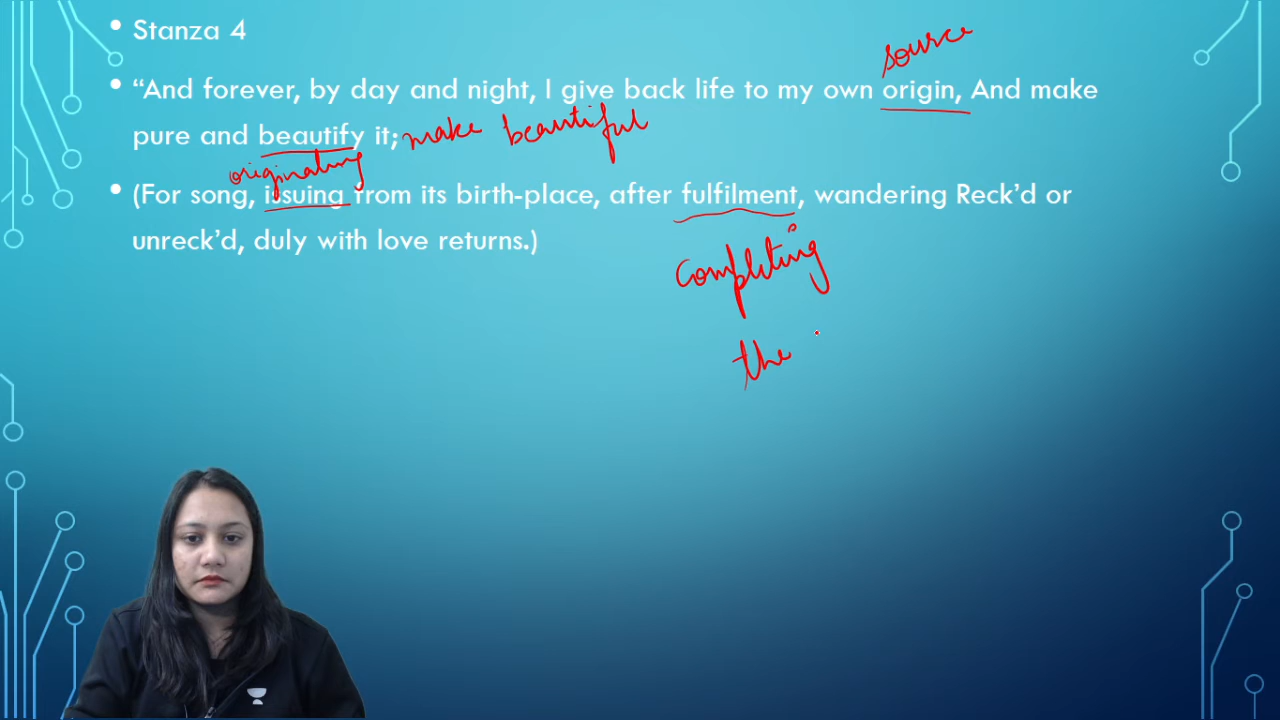 • Stanza 4
source
• “And forever, by day and night, I give back life to my own origin, And make
pure and beautify it; make beautiful
originating
• (For song, issuing from its birth-place, after fulfilment, wandering Reck’d or
unreck’d, duly with love returns.)
completing
the